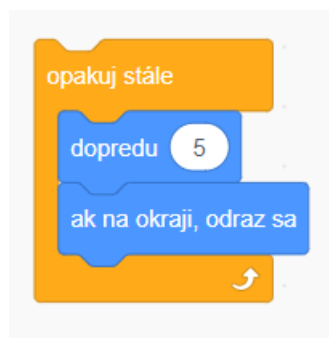 opakuj stále
dopredu 5
ak na okraji, odraz sa